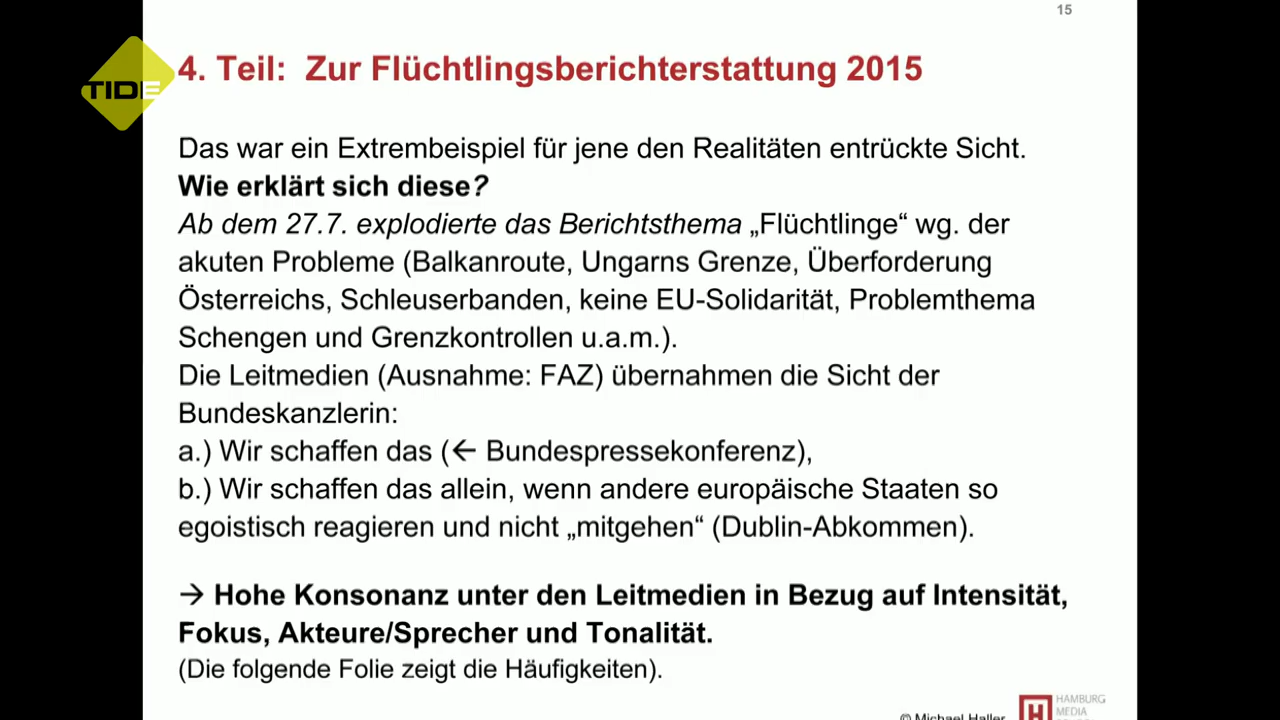 15
TIDE
4. Teil: Zur Flüchtlingsberichterstattung 2015
Das war ein Extrembeispiel für jene den Realitäten entrückte Sicht.
Wie erklärt sich diese?
Ab dem 27.7. explodierte das Berichtsthema „Flüchtlinge“ wg. der
akuten Probleme (Balkanroute, Ungarns Grenze, Überforderung
Österreichs, Schleuserbanden, keine EU-Solidarität, Problemthema
Schengen und Grenzkontrollen u.a.m.).
Die Leitmedien (Ausnahme: FAZ) übernahmen die Sicht der
Bundeskanzlerin:
a.) Wir schaffen das (← Bundespressekonferenz),
b.) Wir schaffen das allein, wenn andere europäische Staaten so
egoistisch reagieren und nicht „mitgehen“ (Dublin-Abkommen).
→ Hohe Konsonanz unter den Leitmedien in Bezug auf Intensität,
Fokus, Akteure/Sprecher und Tonalität.
(Die folgende Folie zeigt die Häufigkeiten).
© Michael Haller
H
HAMBURG
MEDIA